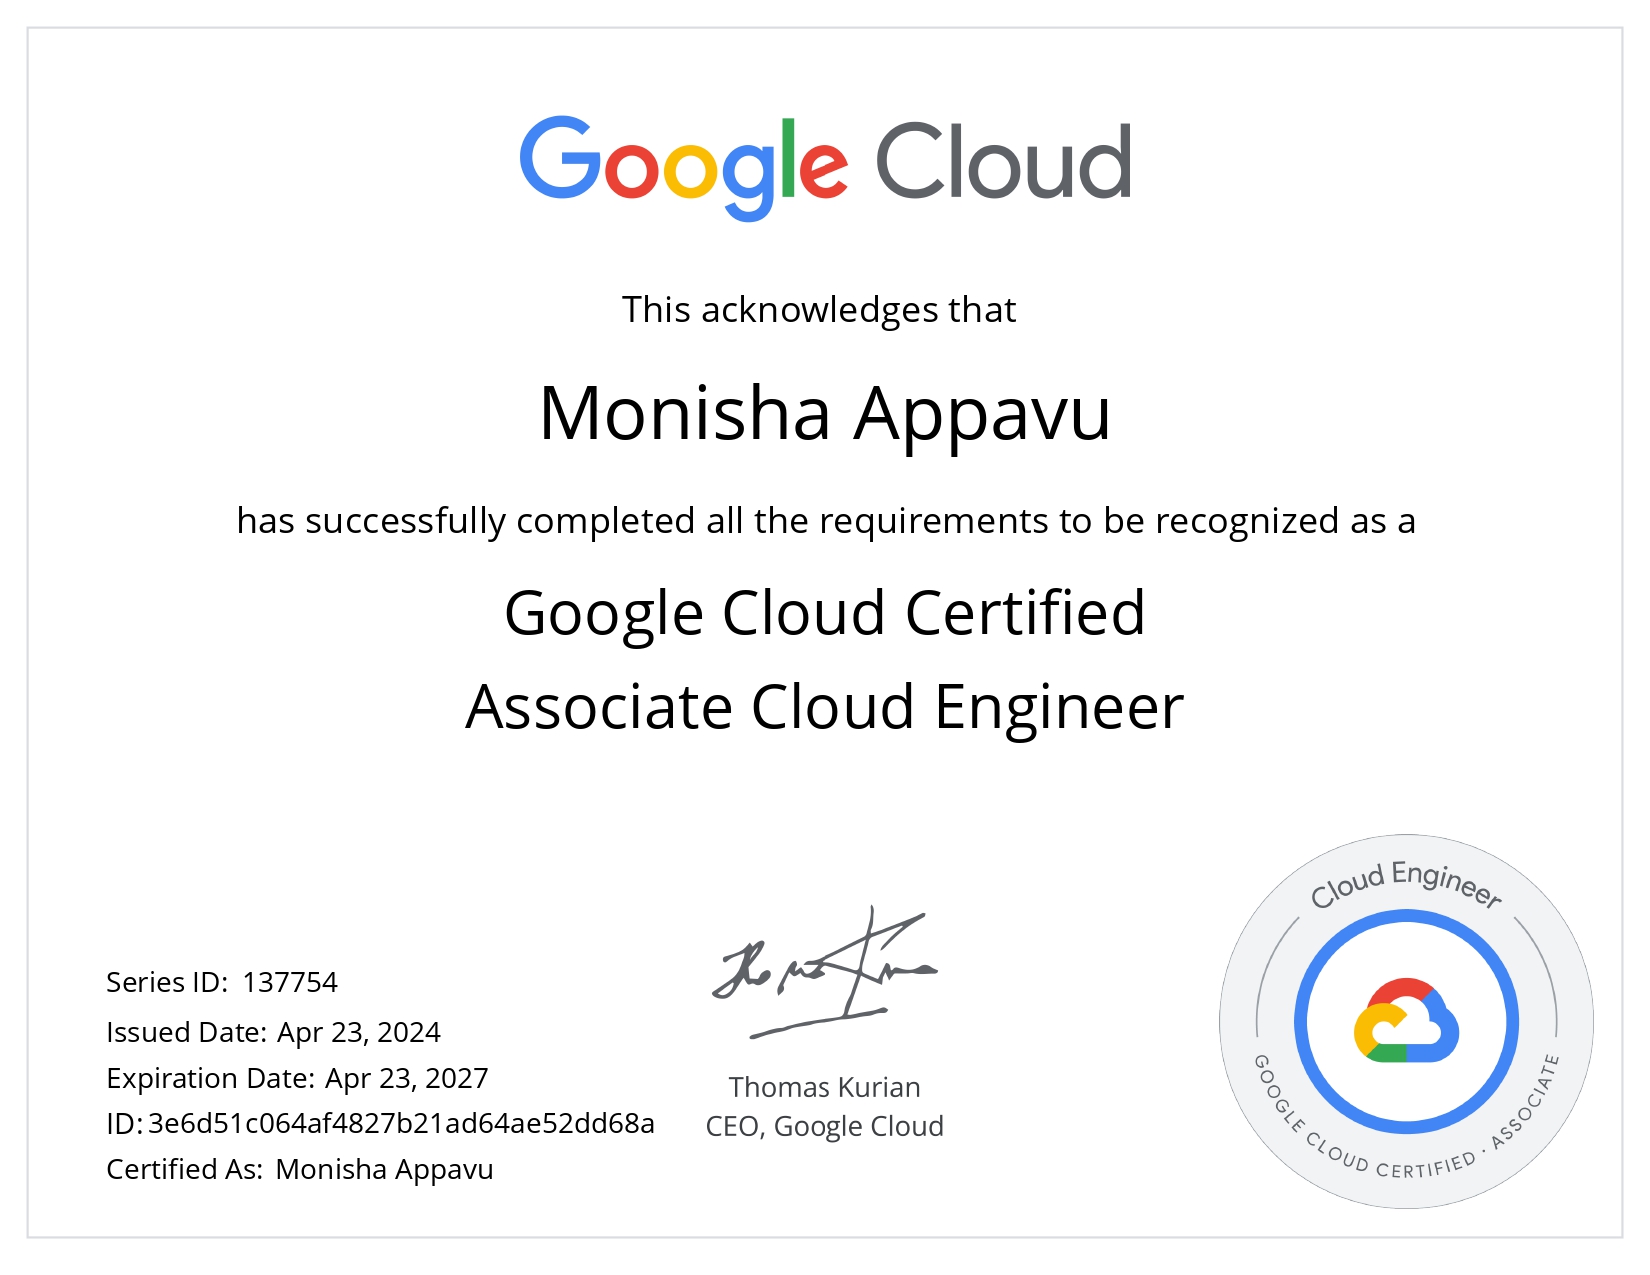 Google Cloud
This acknowledges that
Monisha Appavu
has successfully completed all the requirements to be recognized as a
Google Cloud Certified
Associate Cloud Engineer
Series ID: 137754
Issued Date: Apr 23, 2024
Expiration Date: Apr 23, 2027
ID: 3e6d51c064af4827b21ad64ae52dd68a
Certified As: Monisha Appavu
Thomas Kurian
CEO, Google Cloud
Cloud Engineer
GOOGLE CLOUD CERTIFIED · ASSOCIATE